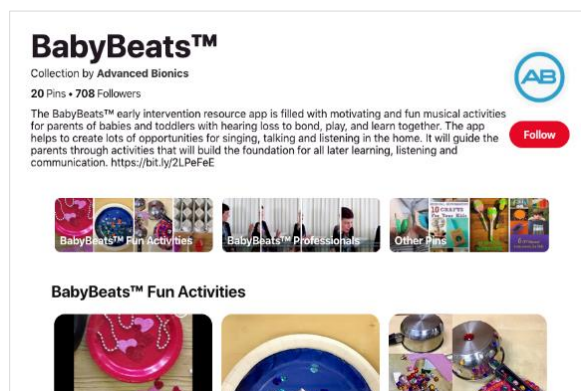 BabyBeats™
Collection by Advanced Bionics
20 Pins • 708 Followers
The BabyBeats™ early intervention resource app is filled with motivating and fun musical activities
for parents of babies and toddlers with hearing loss to bond, play, and learn together. The app
helps to create lots of opportunities for singing, talking and listening in the home. It will guide the
parents through activities that will build the foundation for all later learning, listening and
communication. https://bit.ly/2LPeFeE
AB
Follow
BabyBeats™ Fun Activities
BabyBeats™ Professionals
10 CRAFTS
Other Pins
BabyBeats™ Fun Activities